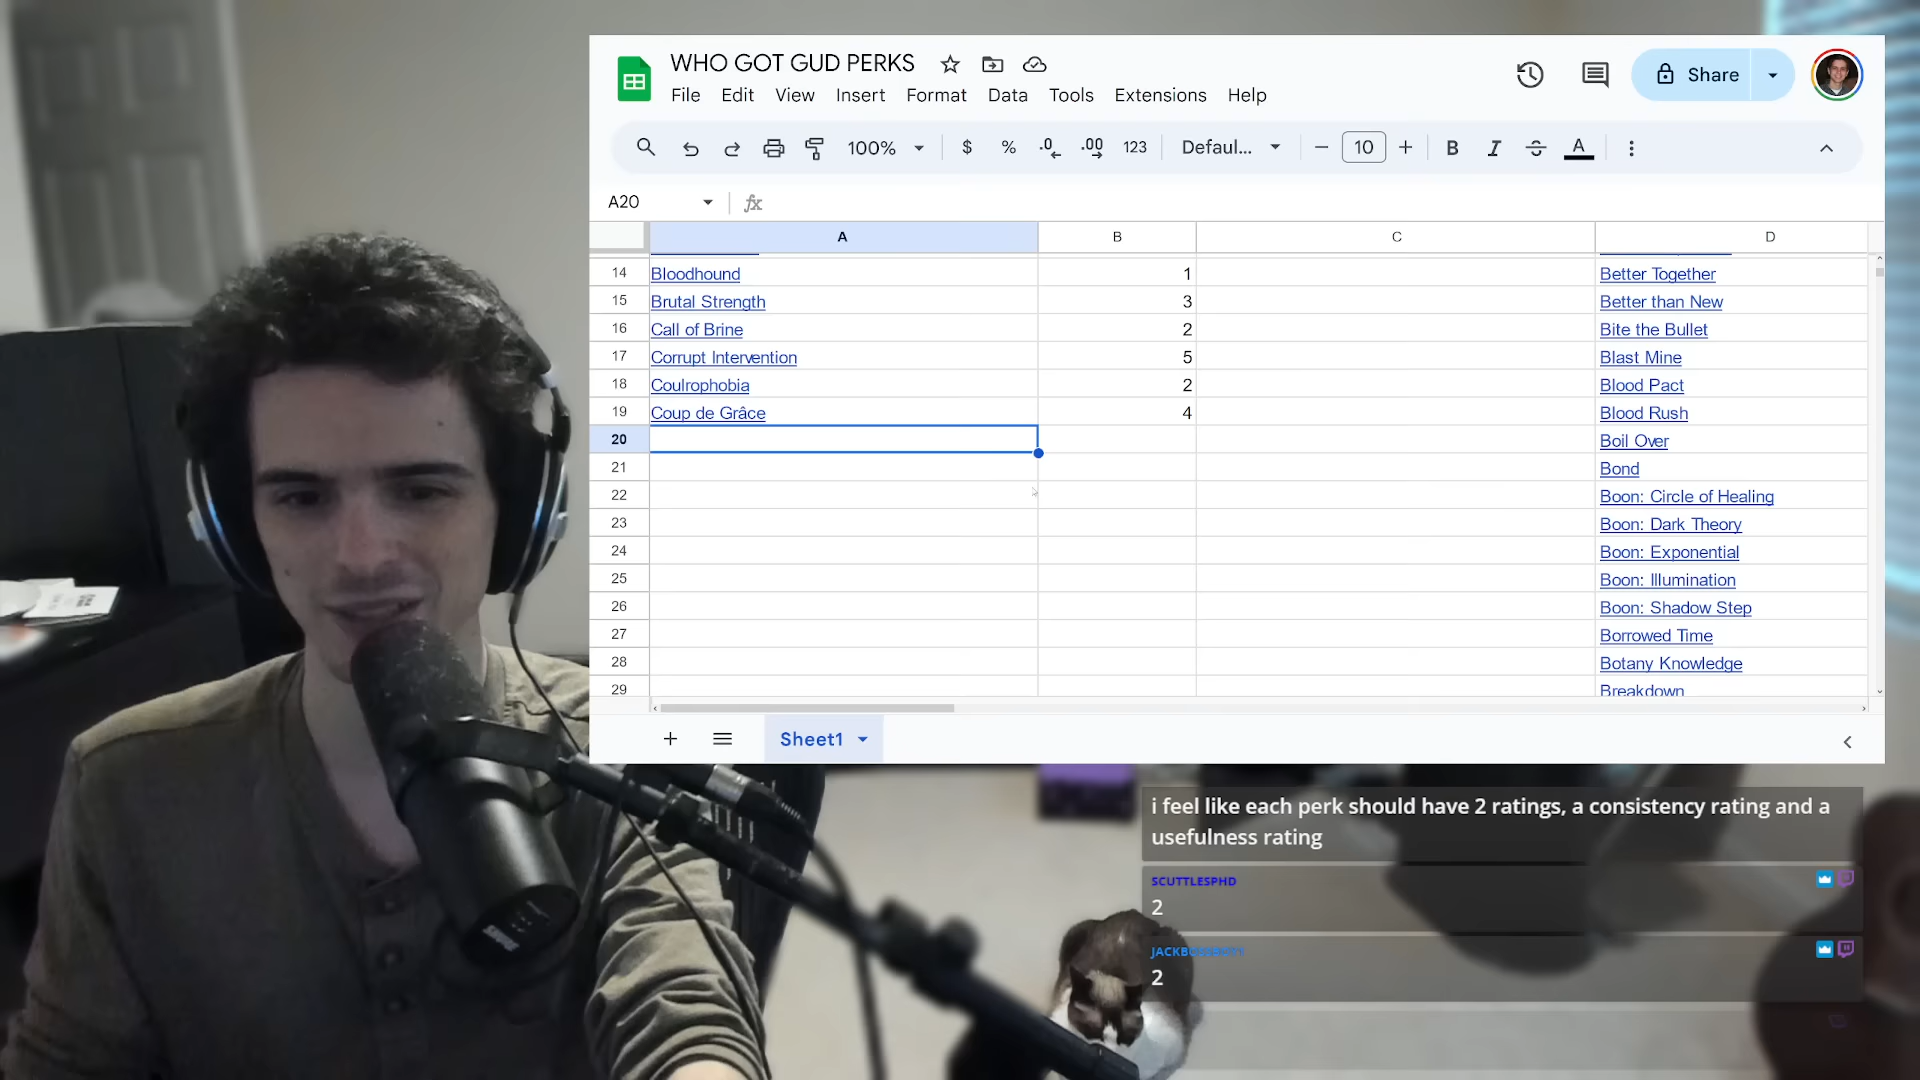 WHO GOT GUD PERKS
File Edit View Insert Format Data Tools Extensions Help
Share
100% $ % .0 .00 123 Defaul... 10 B I S A
A20 fx
A B C D
14 Bloodhound 1 Better Together
15 Brutal Strength 3 Better than New
16 Call of Brine 2 Bite the Bullet
17 Corrupt Intervention 5 Blast Mine
18 Coulrophobia 2 Blood Pact
19 Coup de Grâce 4 Blood Rush
20 Boil Over
21 Bond
22 Boon: Circle of Healing
23 Boon: Dark Theory
24 Boon: Exponential
25 Boon: Illumination
26 Boon: Shadow Step
27 Borrowed Time
28 Botany Knowledge
29 Breakdown
Sheet1
i feel like each perk should have 2 ratings, a consistency rating and a
usefulness rating
SCUTTLESPHD
2
2
SHURE